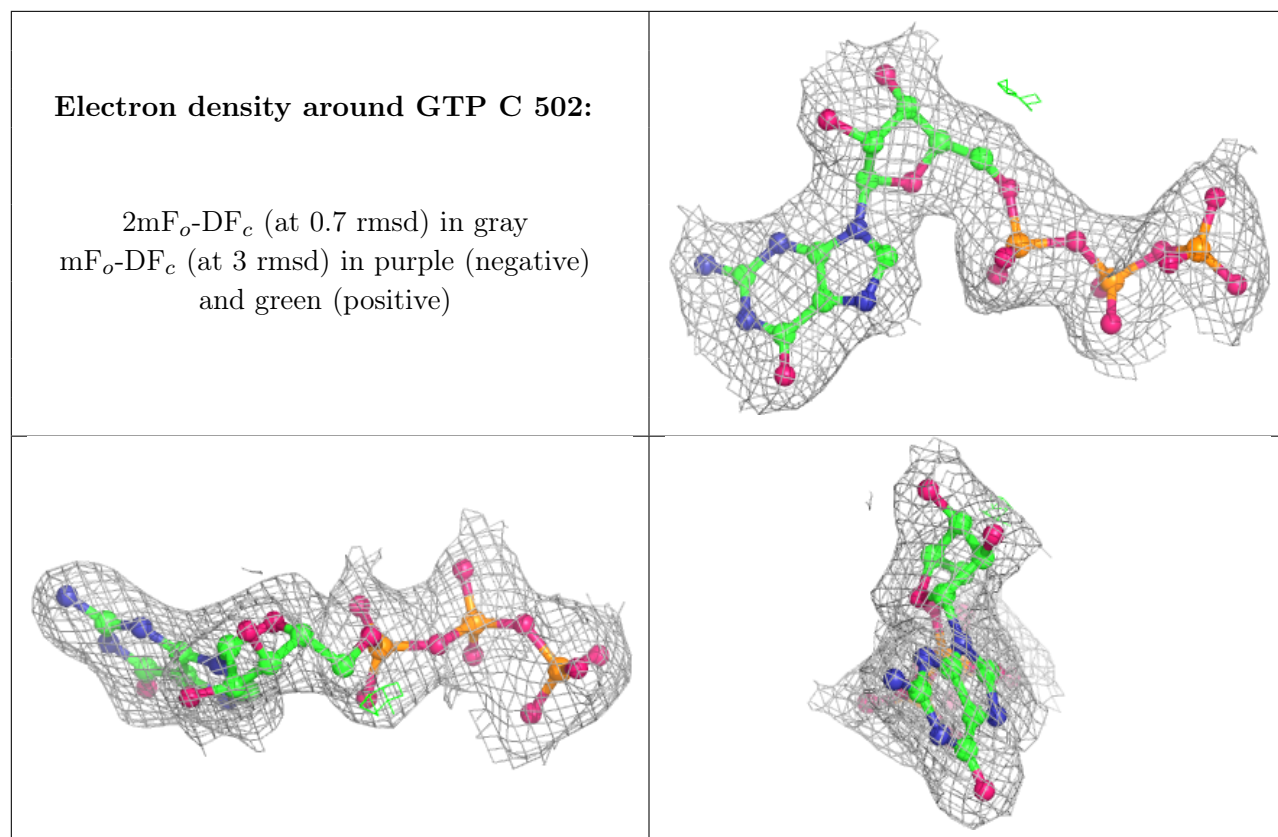 Electron density around GTP C 502:
2mFo-DFc (at 0.7 rmsd) in gray
mFo-DFc (at 3 rmsd) in purple (negative)
and green (positive)